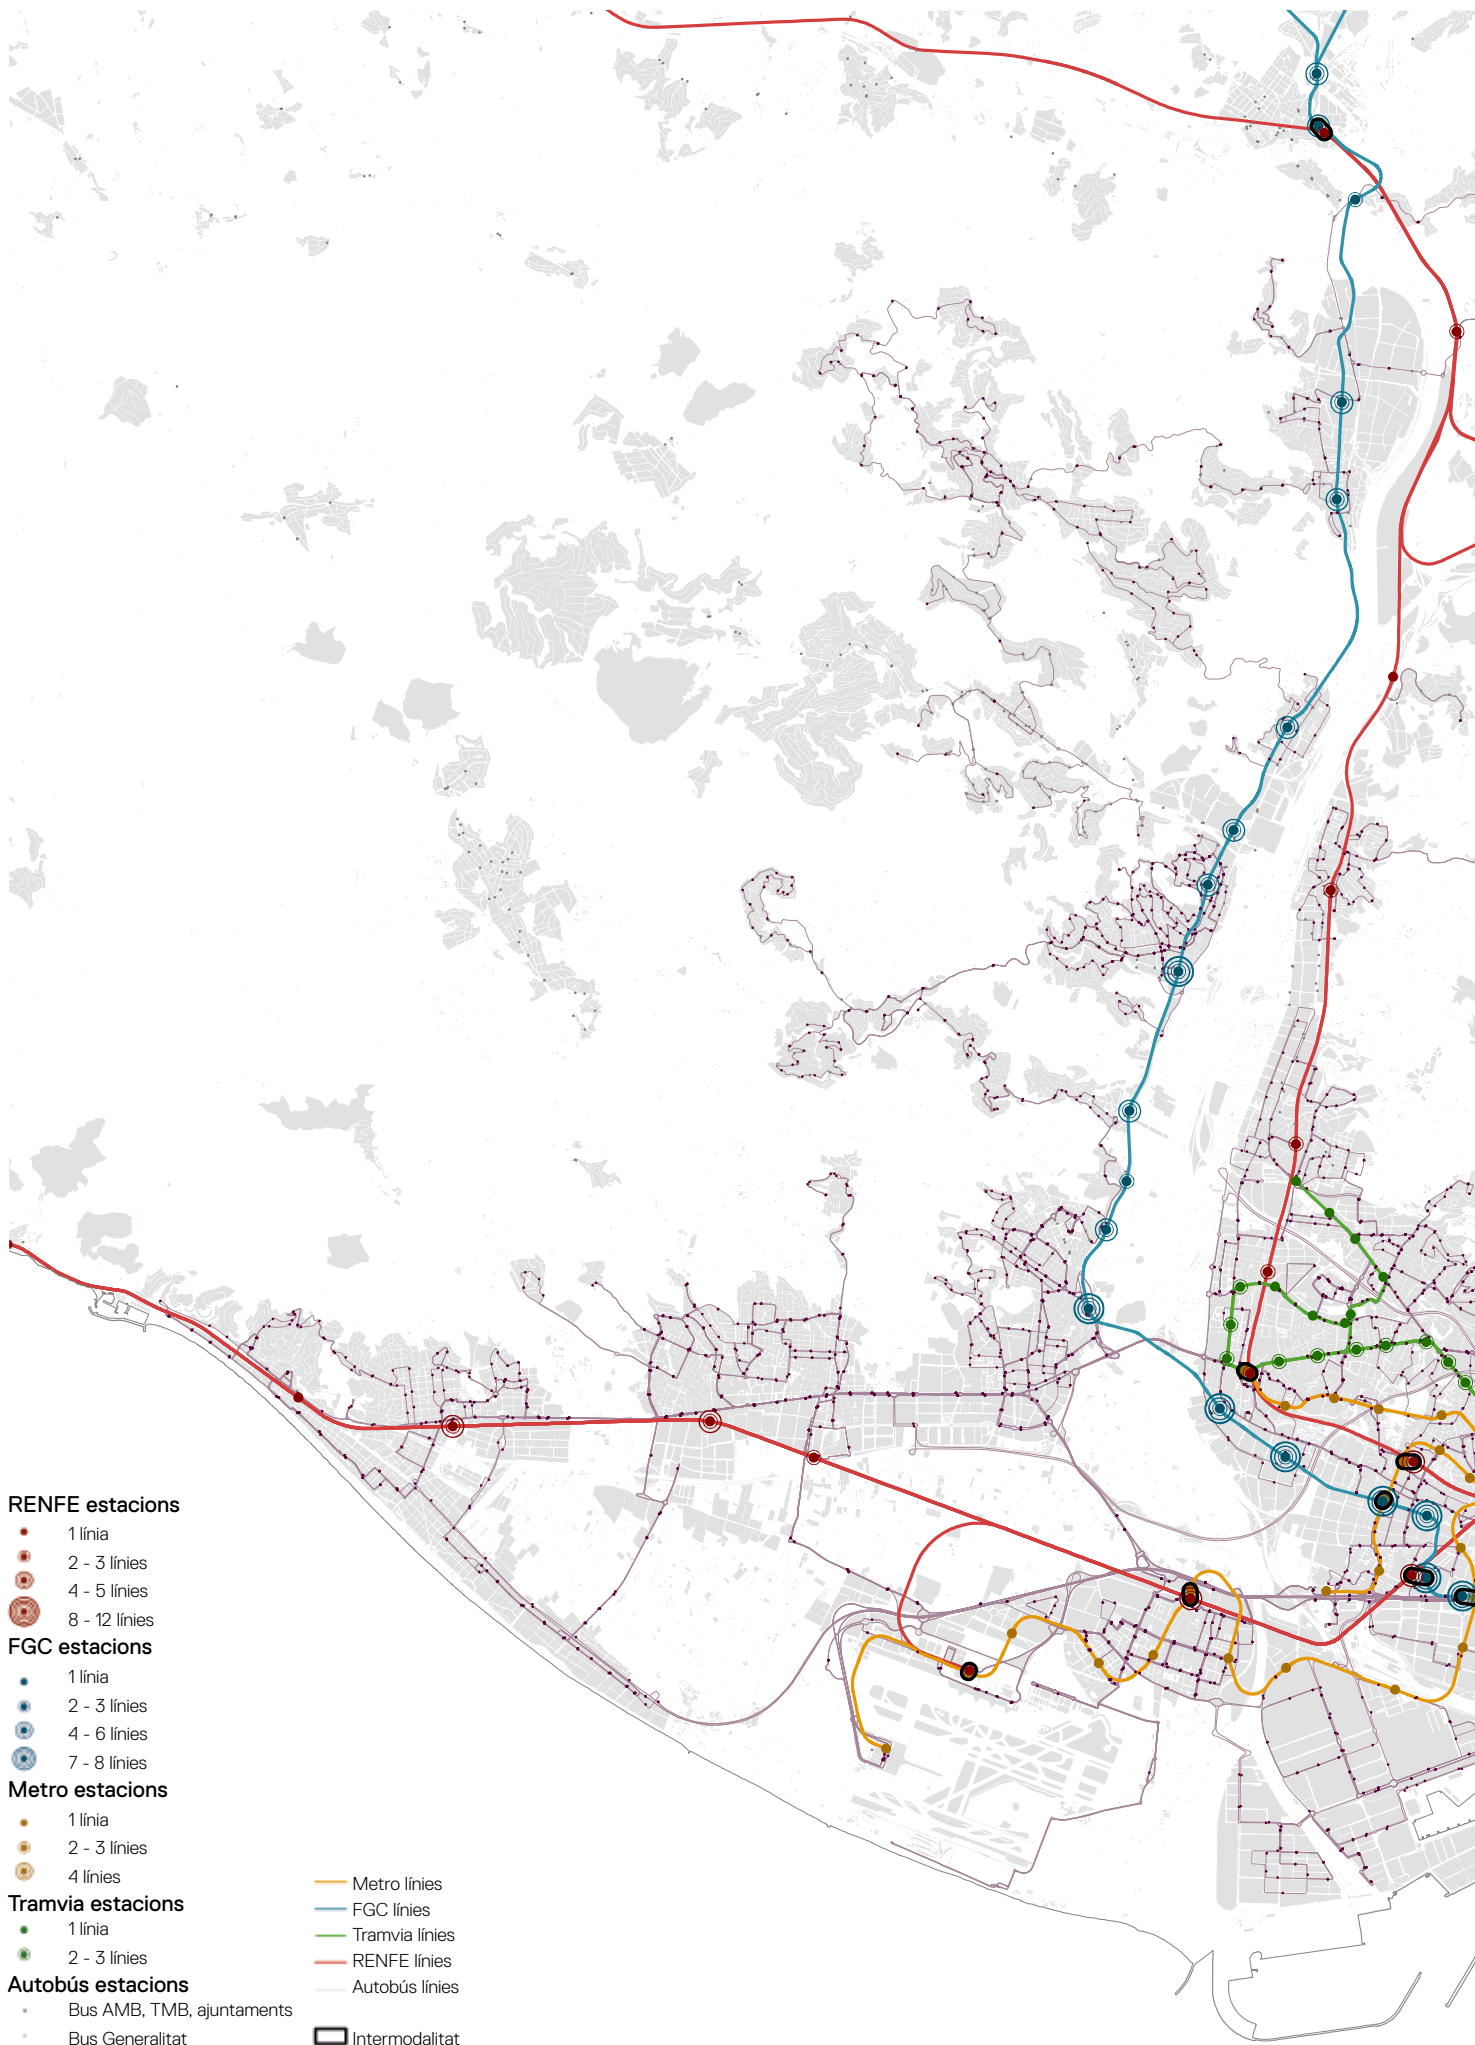 RENFE estacions
1 línia
2 - 3 línies
4 - 5 línies
8 - 12 línies
FGC estacions
1 línia
2 - 3 línies
4 - 6 línies
7 - 8 línies
Metro estacions
1 línia
2 - 3 línies
4 línies
Tramvia estacions
1 línia
2 - 3 línies
Autobús estacions
Bus AMB, TMB, ajuntaments
Bus Generalitat
Metro línies
FGC línies
Tramvia línies
RENFE línies
Autobús línies
Intermodalitat